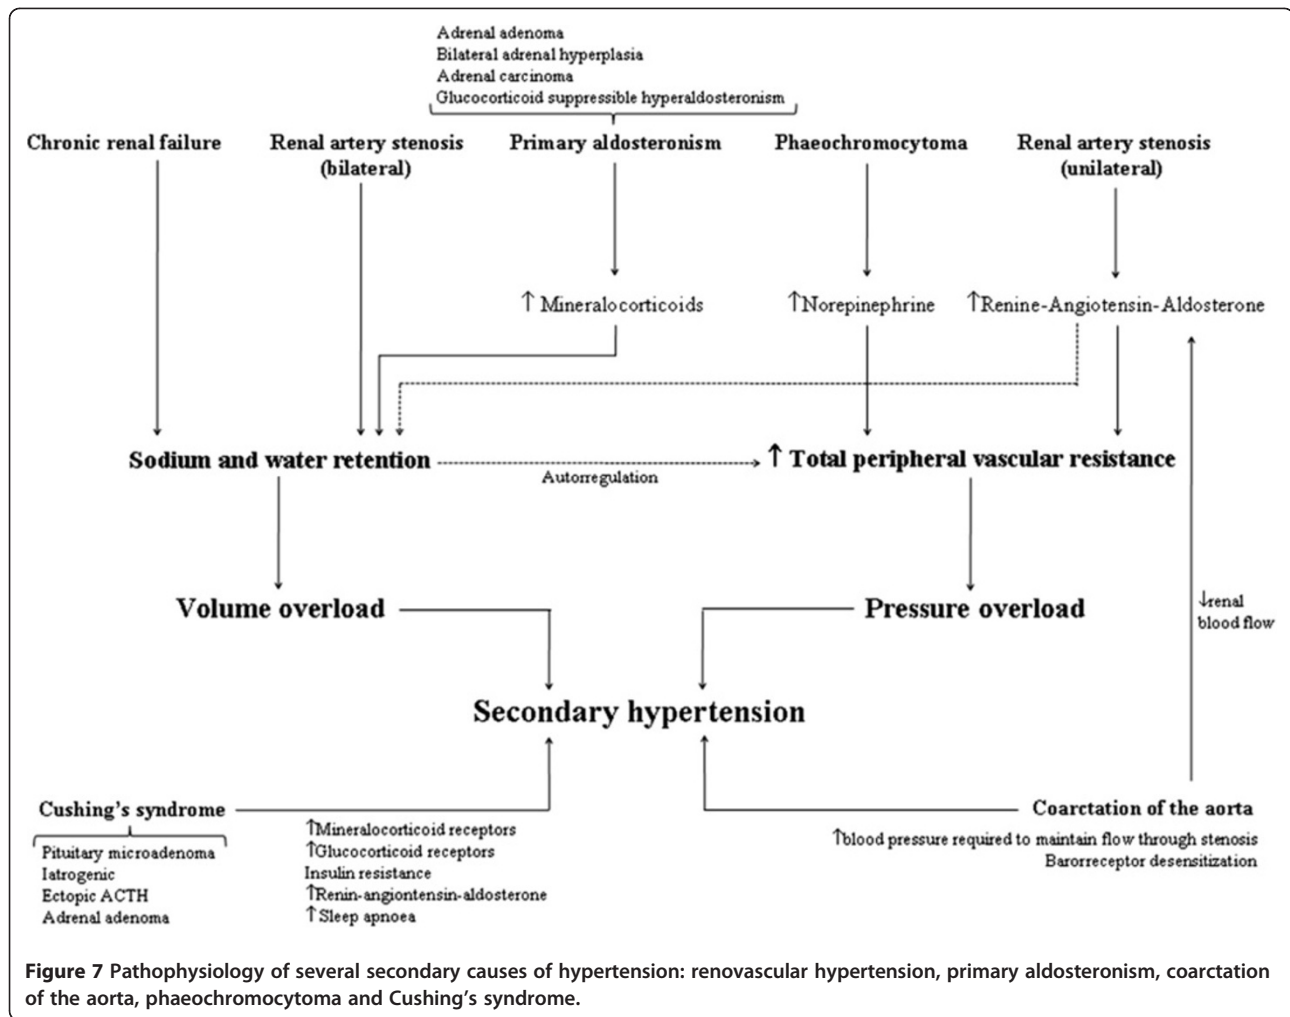 Adrenal adenoma
Bilateral adrenal hyperplasia
Adrenal carcinoma
Glucocorticoid suppressible hyperaldosteronism
Chronic renal failure
Renal artery stenosis
(bilateral)
Primary aldosteronism
Phaeochromocytoma
Renal artery stenosis
(unilateral)
↑ Mineralocorticoids
↑Norepinephrine
↑Renine-Angiotensin-Aldosterone
Sodium and water retention
Autorregulation
↑ Total peripheral vascular resistance
Volume overload
Pressure overload
↓renal
blood flow
Secondary hypertension
Cushing's syndrome
Pituitary microadenoma
Iatrogenic
Ectopic ACTH
Adrenal adenoma
↑Mineralocorticoid receptors
↑Glucocorticoid receptors
Insulin resistance
↑Renin-angiontensin-aldosterone
↑Sleep apnoea
Coarctation of the aorta
↑blood pressure required to maintain flow through stenosis
Barorreceptor desensitization
Figure 7 Pathophysiology of several secondary causes of hypertension: renovascular hypertension, primary aldosteronism, coarctation
of the aorta, phaeochromocytoma and Cushing's syndrome.